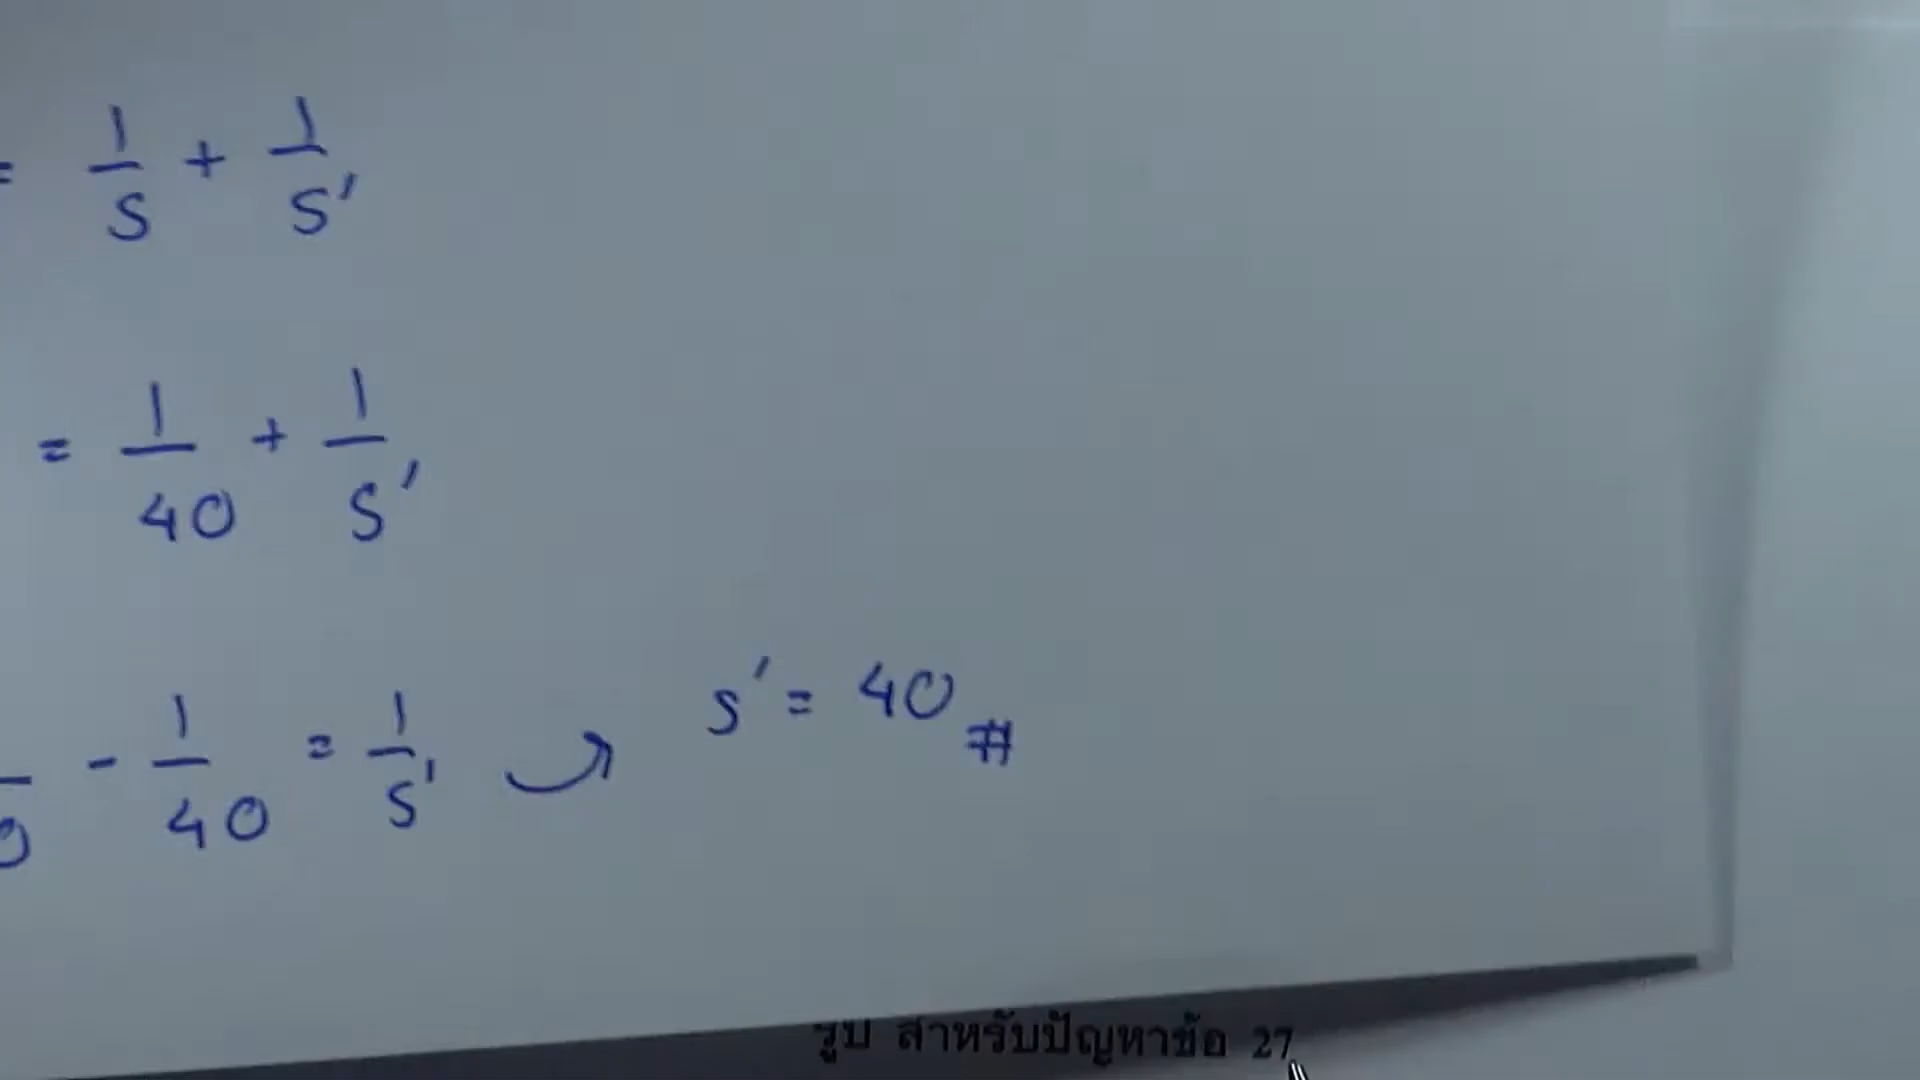 = 1/S + 1/S'
= 1/40 + 1/S'
- 1/40 = 1/S' s' = 40 #
รูป สำหรับปัญหาข้อ 27